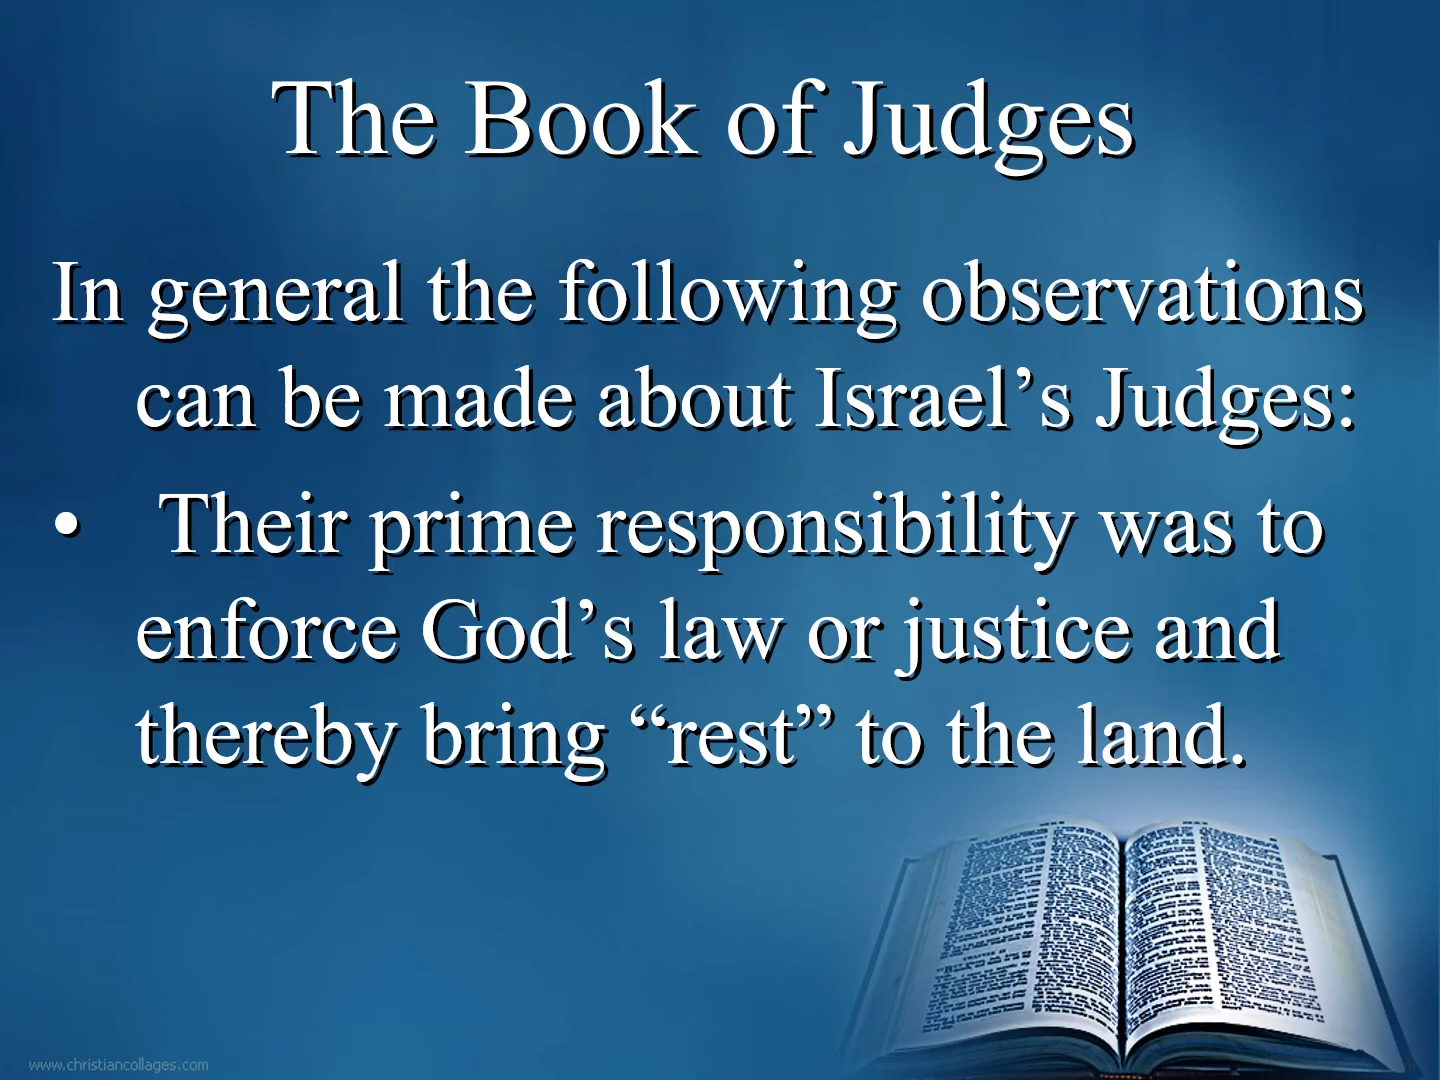 The Book of Judges
In general the following observations
can be made about Israel’s Judges:
• Their prime responsibility was to
enforce God’s law or justice and
thereby bring “rest” to the land.
www.christiancollages.com